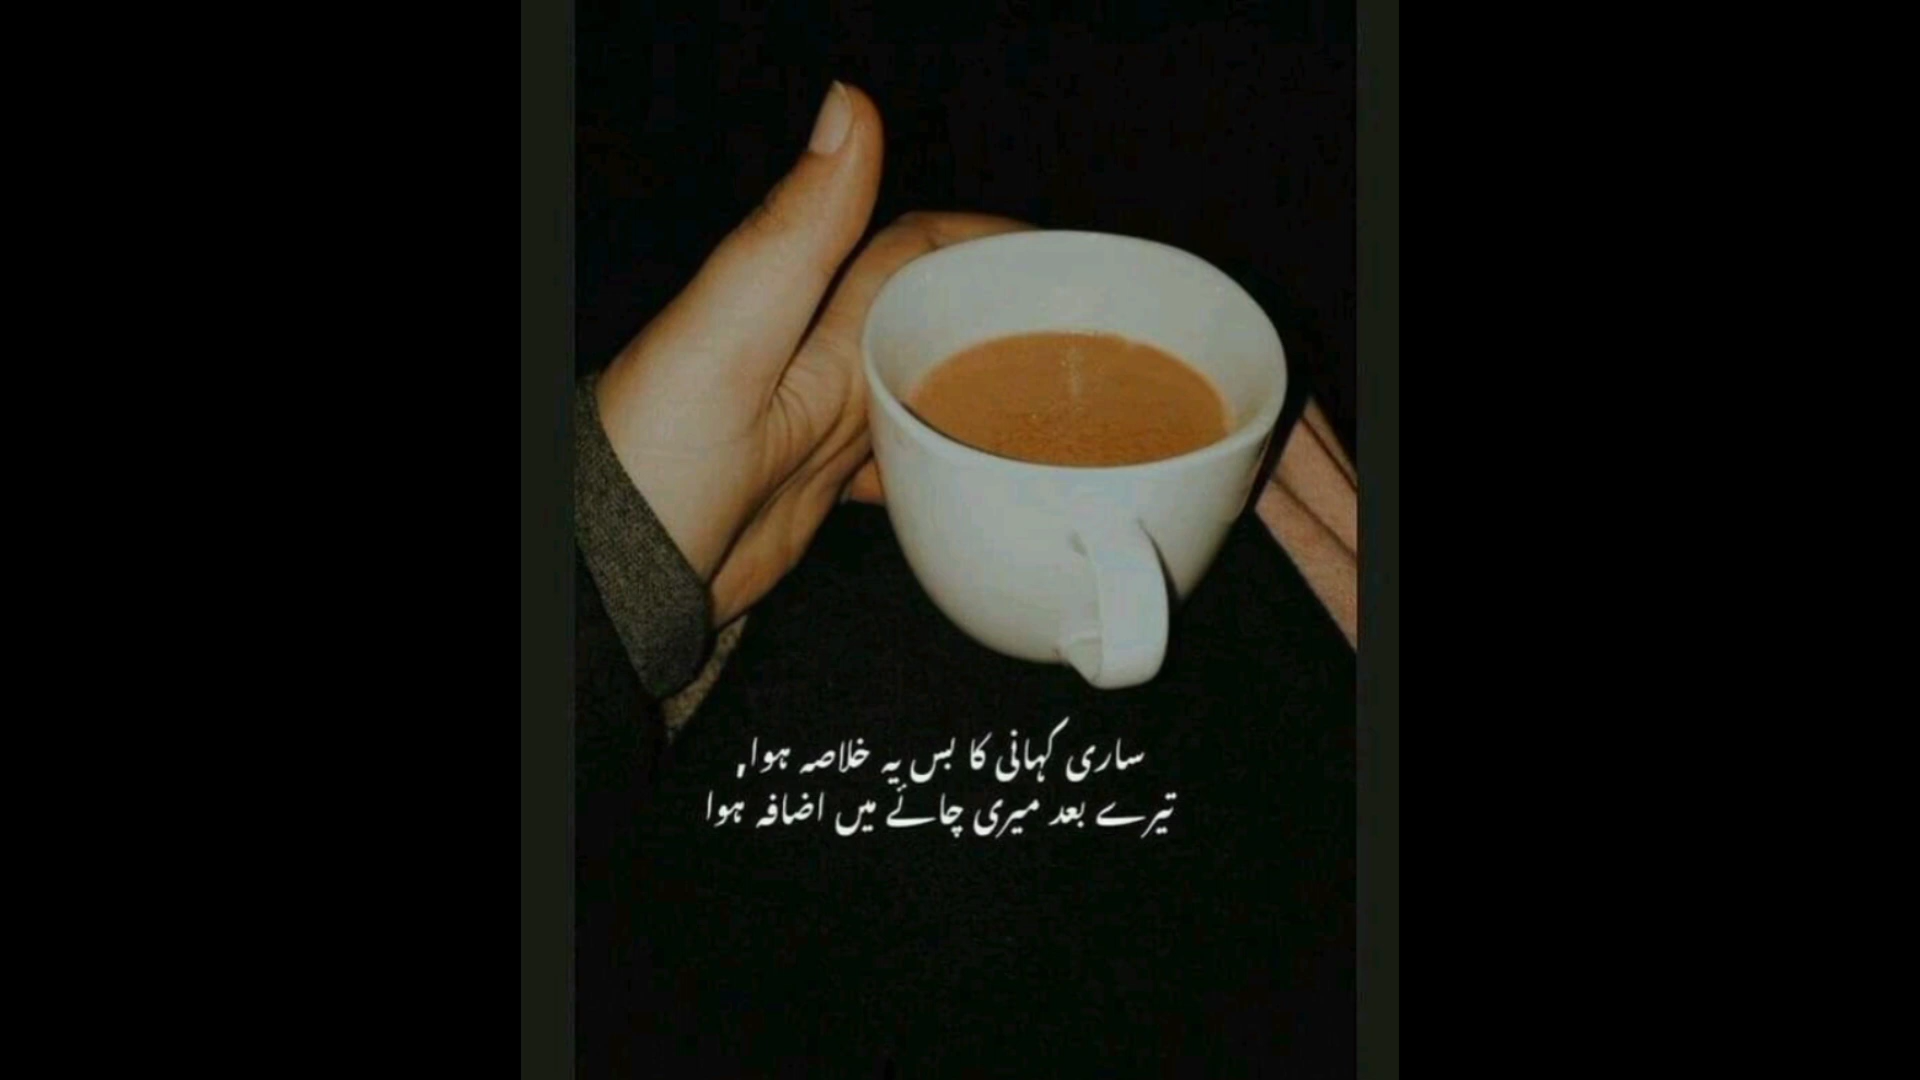 ساری کہانی کا بس یہ خلاصہ ہوا,
تیرے بعد میری چائے میں اضافہ ہوا